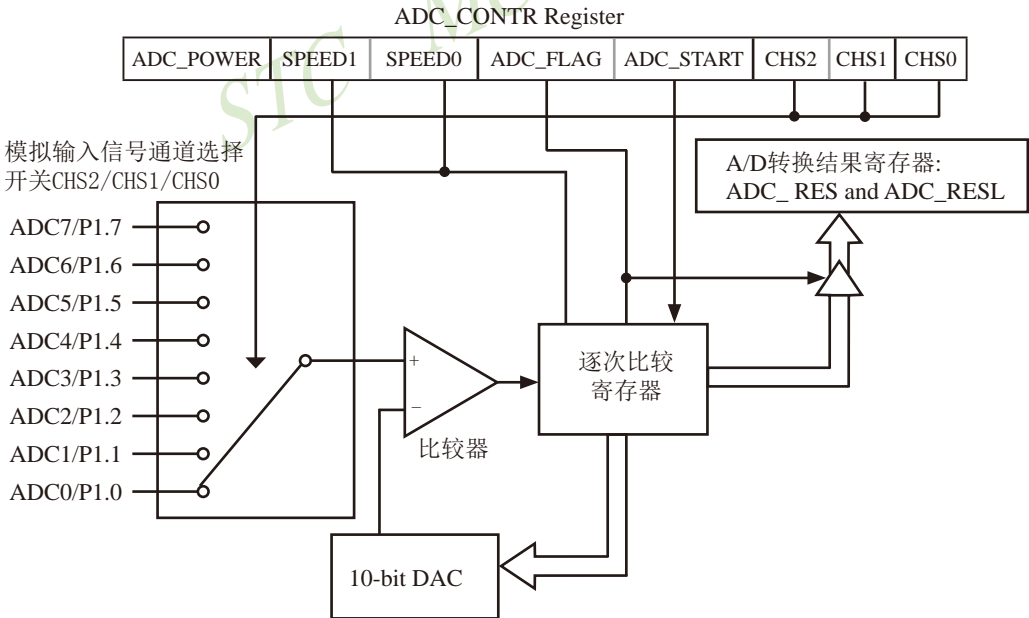 ADC_CONTR Register
ADC_POWER SPEED1 SPEED0 ADC_FLAG ADC_START CHS2 CHS1 CHS0
STC MC
模拟输入信号通道选择
开关CHS2/CHS1/CHS0
A/D转换结果寄存器:
ADC_ RES and ADC_RESL
ADC7/P1.7
ADC6/P1.6
ADC5/P1.5
ADC4/P1.4
ADC3/P1.3
ADC2/P1.2
ADC1/P1.1
ADC0/P1.0
+
−
比较器
逐次比较
寄存器
10-bit DAC